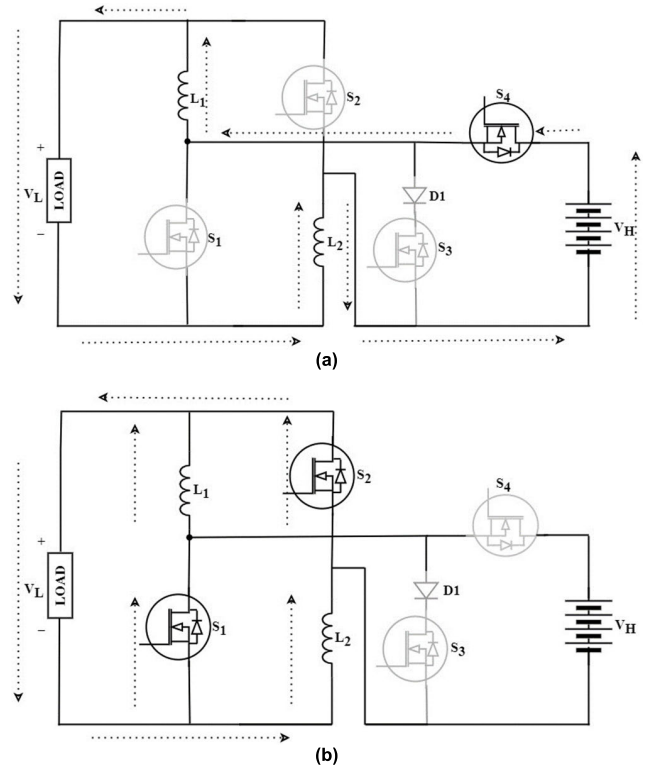 S4
L1
S2
+
VL
LOAD
−
D1
VH
S1
L2
S3
(a)
S2
L1
S4
+
VL
LOAD
−
D1
VH
S1
L2
S3
(b)